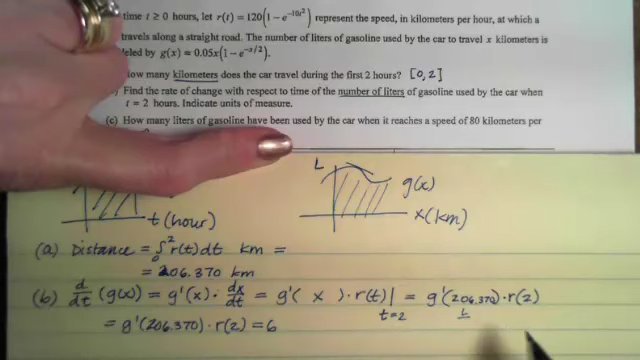 time t ≥ 0 hours, let r(t) = 120(1 − e^(−10t²)) represent the speed, in kilometers per hour, at which a
travels along a straight road. The number of liters of gasoline used by the car to travel x kilometers is
eled by g(x) = 0.05x(1 − e^(−x/2)).
How many kilometers does the car travel during the first 2 hours? [0,2]
Find the rate of change with respect to time of the number of liters of gasoline used by the car when
t = 2 hours. Indicate units of measure.
(c) How many liters of gasoline have been used by the car when it reaches a speed of 80 kilometers per
t (hour)
L
g(x)
x (km)
(a) Distance = ∫₀² r(t) dt km =
= 206.370 km
(b) d/dt (g(x)) = g'(x) · dx/dt = g'( x ) · r(t)| t=2 = g'(206.370) · r(2)
L
= g'(206.370) · r(2) = 6